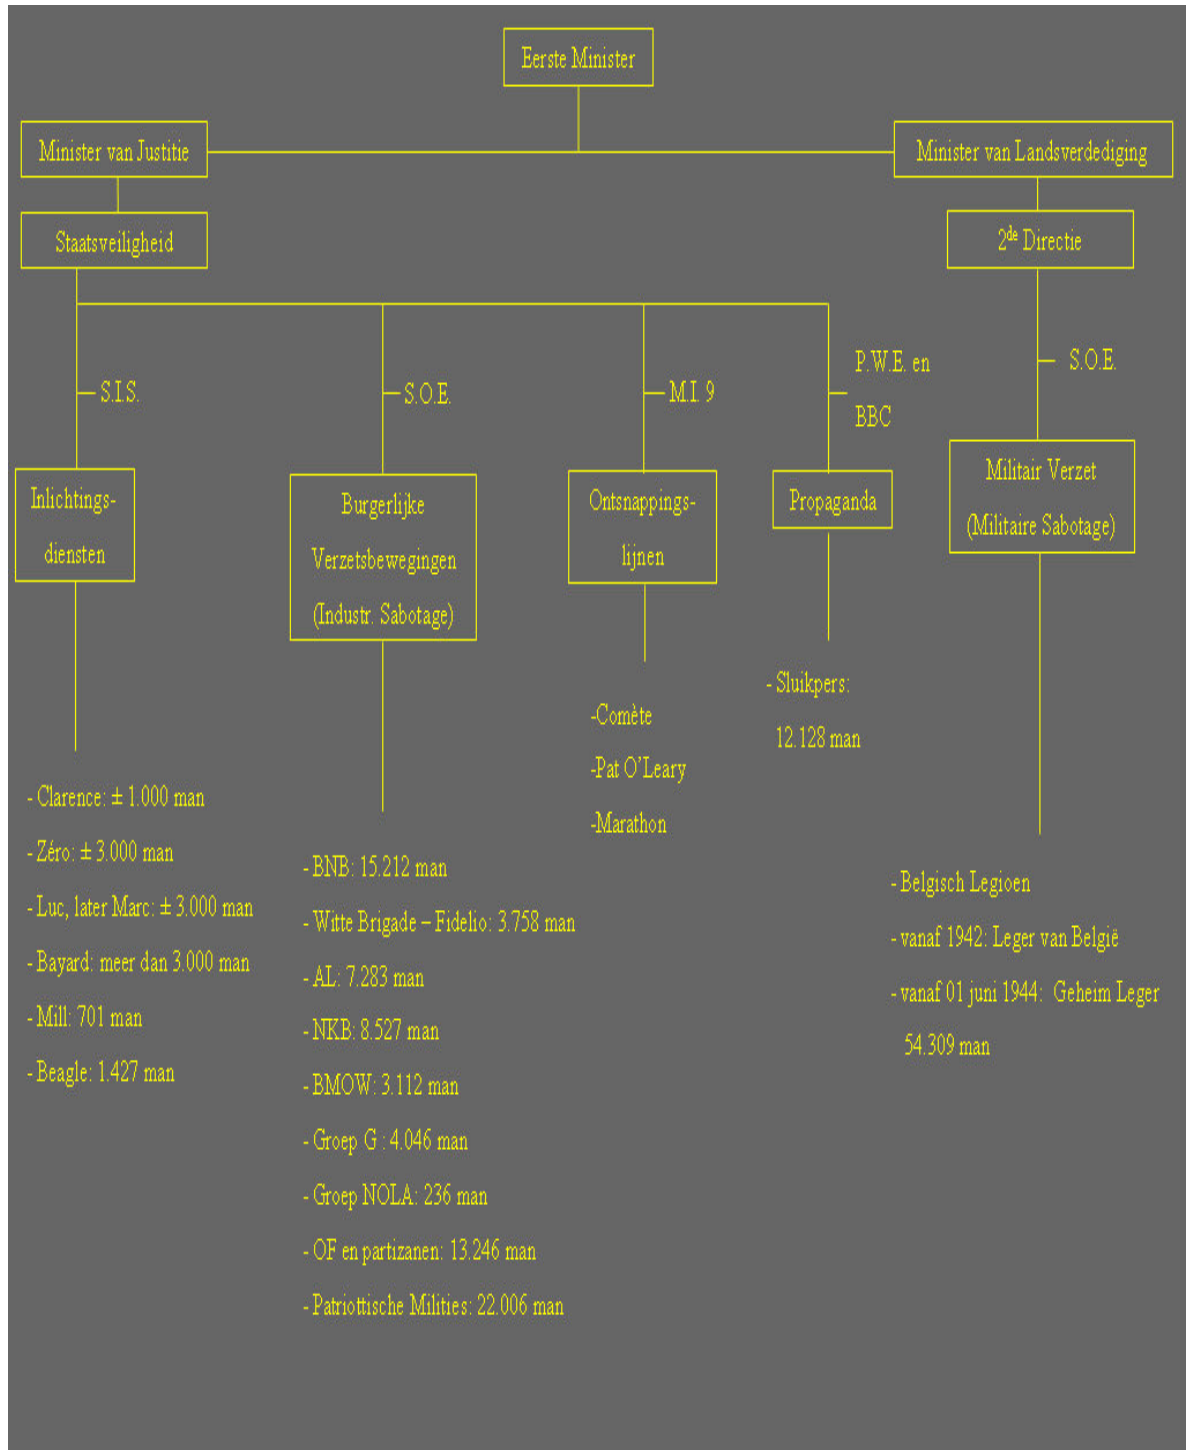 Eerste Minister
Minister van Justitie
Minister van Landsverdediging
Staatsveiligheid
2de Directie
S.I.S.
S.O.E.
M.I. 9
P.W.E. en
BBC
S.O.E.
Inlichtings-
diensten
Burgerlijke
Verzetsbewegingen
(Industr. Sabotage)
Ontsnappings-
lijnen
Propaganda
Militair Verzet
(Militaire Sabotage)
- Clarence: ± 1.000 man
- Zéro: ± 3.000 man
- Luc, later Marc: ± 3.000 man
- Bayard: meer dan 3.000 man
- Mill: 701 man
- Beagle: 1.427 man
- BNB: 15.212 man
- Witte Brigade – Fidelio: 3.758 man
- AL: 7.283 man
- NKB: 8.527 man
- BMOW: 3.112 man
- Groep G : 4.046 man
- Groep NOLA: 236 man
- OF en partizanen: 13.246 man
- Patriottische Milities: 22.006 man
-Comète
-Pat O'Leary
-Marathon
- Sluikpers:
12.128 man
- Belgisch Legioen
- vanaf 1942: Leger van België
- vanaf 01 juni 1944: Geheim Leger
54.309 man